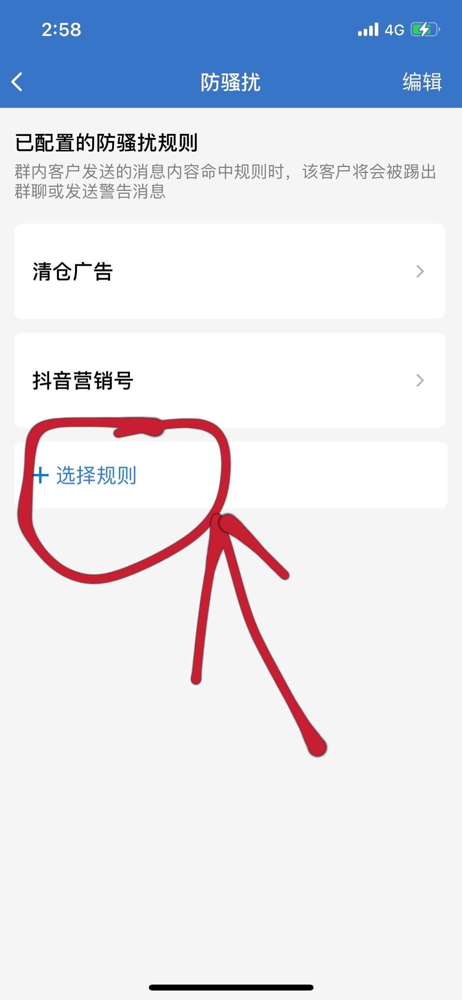 2:58 4G
防骚扰 编辑
已配置的防骚扰规则
群内客户发送的消息内容命中规则时，该客户将会被踢出
群聊或发送警告消息
清仓广告
抖音营销号
+ 选择规则